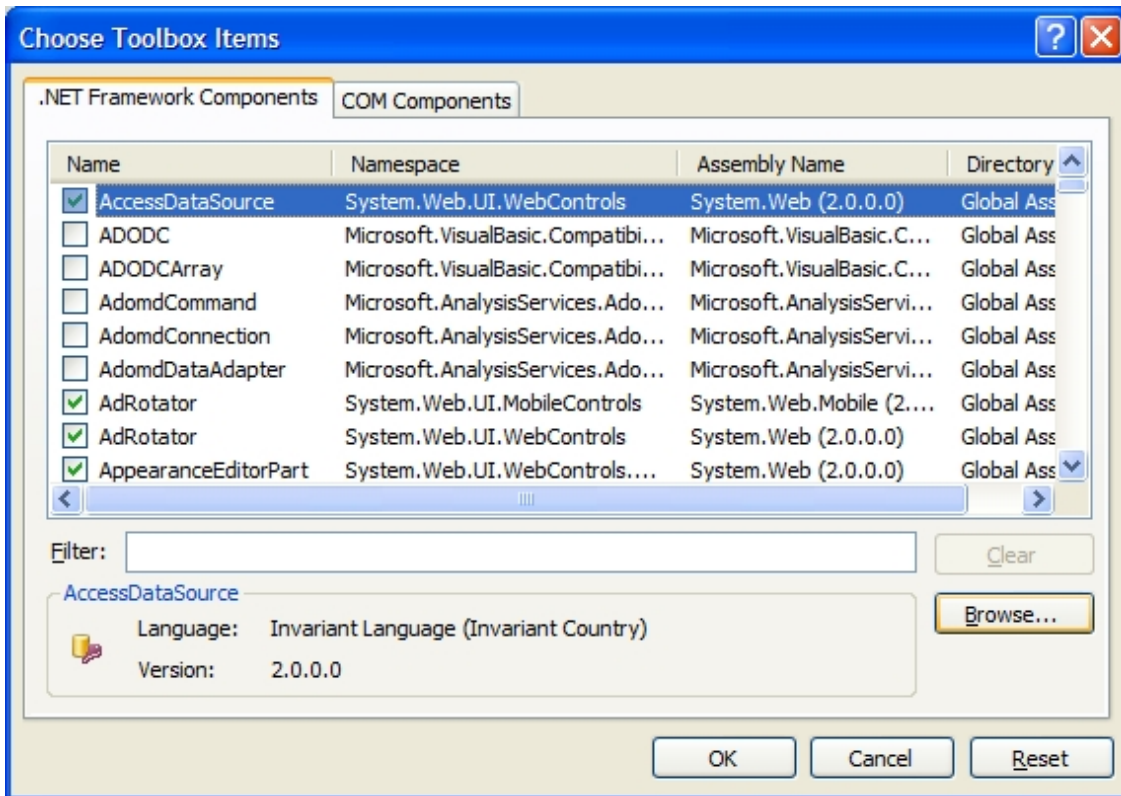 Choose Toolbox Items
.NET Framework Components COM Components
Name Namespace Assembly Name Directory
AccessDataSource System.Web.UI.WebControls System.Web (2.0.0.0) Global Ass
ADODC Microsoft.VisualBasic.Compatibi... Microsoft.VisualBasic.C... Global Ass
ADODCArray Microsoft.VisualBasic.Compatibi... Microsoft.VisualBasic.C... Global Ass
AdomdCommand Microsoft.AnalysisServices.Ado... Microsoft.AnalysisServi... Global Ass
AdomdConnection Microsoft.AnalysisServices.Ado... Microsoft.AnalysisServi... Global Ass
AdomdDataAdapter Microsoft.AnalysisServices.Ado... Microsoft.AnalysisServi... Global Ass
AdRotator System.Web.UI.MobileControls System.Web.Mobile (2.... Global Ass
AdRotator System.Web.UI.WebControls System.Web (2.0.0.0) Global Ass
AppearanceEditorPart System.Web.UI.WebControls.... System.Web (2.0.0.0) Global Ass
Filter: Clear
AccessDataSource
Browse...
Language: Invariant Language (Invariant Country)
Version: 2.0.0.0
OK Cancel Reset